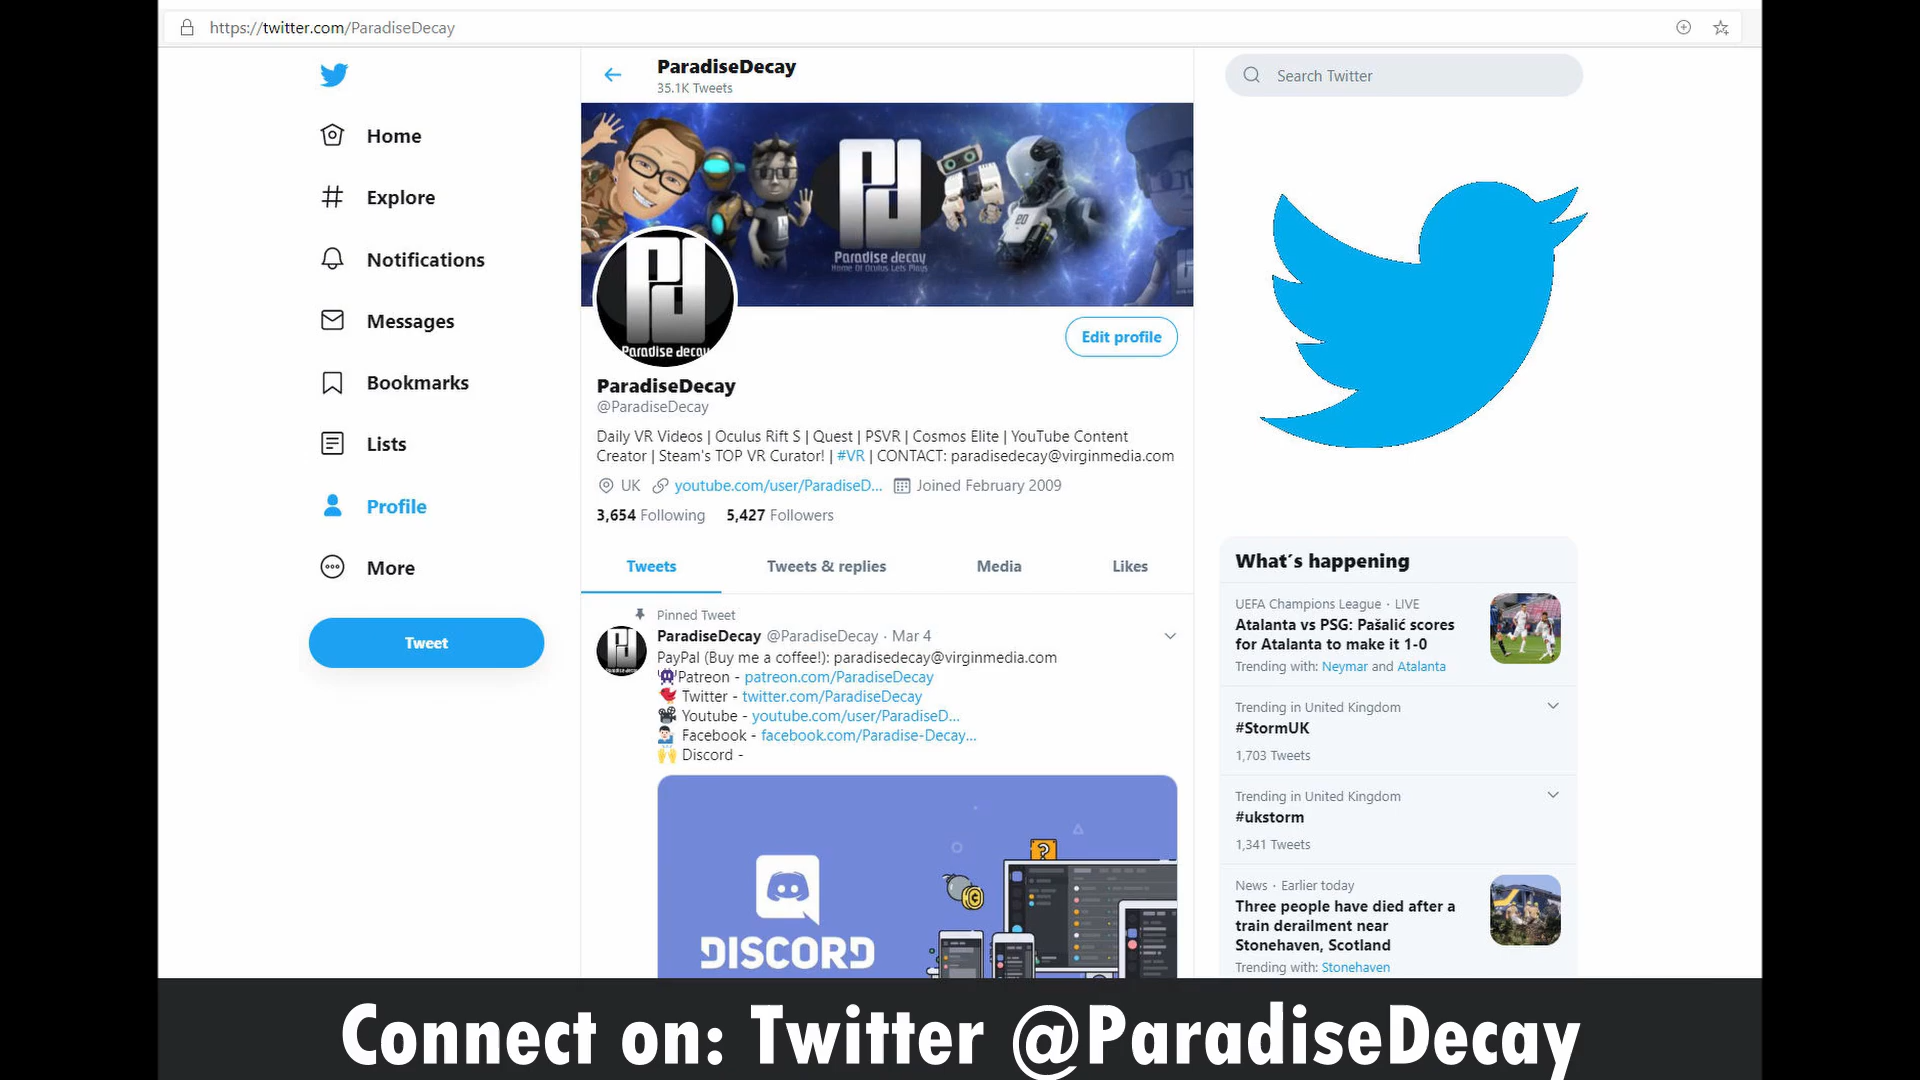 https://twitter.com/ParadiseDecay
Home
Explore
Notifications
Messages
Bookmarks
Lists
Profile
More
Tweet
ParadiseDecay
35.1K Tweets
Paradise decay
Home Of Oculus Lets Plays
Paradise decay
Edit profile
ParadiseDecay
@ParadiseDecay
Daily VR Videos | Oculus Rift S | Quest | PSVR | Cosmos Elite | YouTube Content
Creator | Steam's TOP VR Curator! | #VR | CONTACT: paradisedecay@virginmedia.com
UK youtube.com/user/ParadiseD... Joined February 2009
3,654 Following 5,427 Followers
Tweets Tweets & replies Media Likes
Pinned Tweet
ParadiseDecay @ParadiseDecay · Mar 4
PayPal (Buy me a coffee!): paradisedecay@virginmedia.com
👾Patreon - patreon.com/ParadiseDecay
🐦 Twitter - twitter.com/ParadiseDecay
🎥 Youtube - youtube.com/user/ParadiseD...
💁🏻‍♂️ Facebook - facebook.com/Paradise-Decay...
🙌 Discord -
DISCORD
Search Twitter
What´s happening
UEFA Champions League · LIVE
Atalanta vs PSG: Pašalić scores
for Atalanta to make it 1-0
Trending with: Neymar and Atalanta
Trending in United Kingdom
#StormUK
1,703 Tweets
Trending in United Kingdom
#ukstorm
1,341 Tweets
News · Earlier today
Three people have died after a
train derailment near
Stonehaven, Scotland
Trending with: Stonehaven
Connect on: Twitter @ParadiseDecay